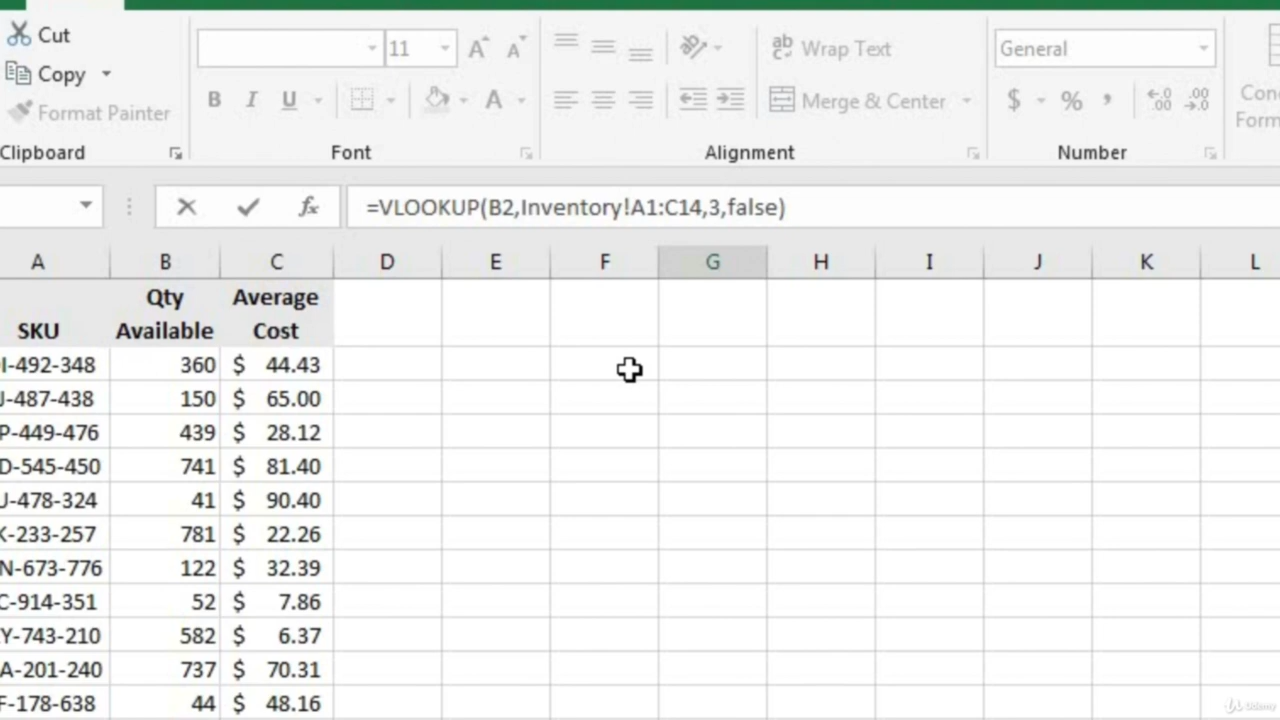 Cut
Copy
Format Painter
Clipboard
11
B I U
A
Font
ab
Wrap Text
Merge & Center
Alignment
General
$ % ,
Number
=VLOOKUP(B2,Inventory!A1:C14,3,false)
A B C D E F G H I J K L
SKU Qty Available Average Cost
-492-348 360 $ 44.43
-487-438 150 $ 65.00
P-449-476 439 $ 28.12
D-545-450 741 $ 81.40
-478-324 41 $ 90.40
-233-257 781 $ 22.26
N-673-776 122 $ 32.39
C-914-351 52 $ 7.86
Y-743-210 582 $ 6.37
A-201-240 737 $ 70.31
F-178-638 44 $ 48.16
Udemy